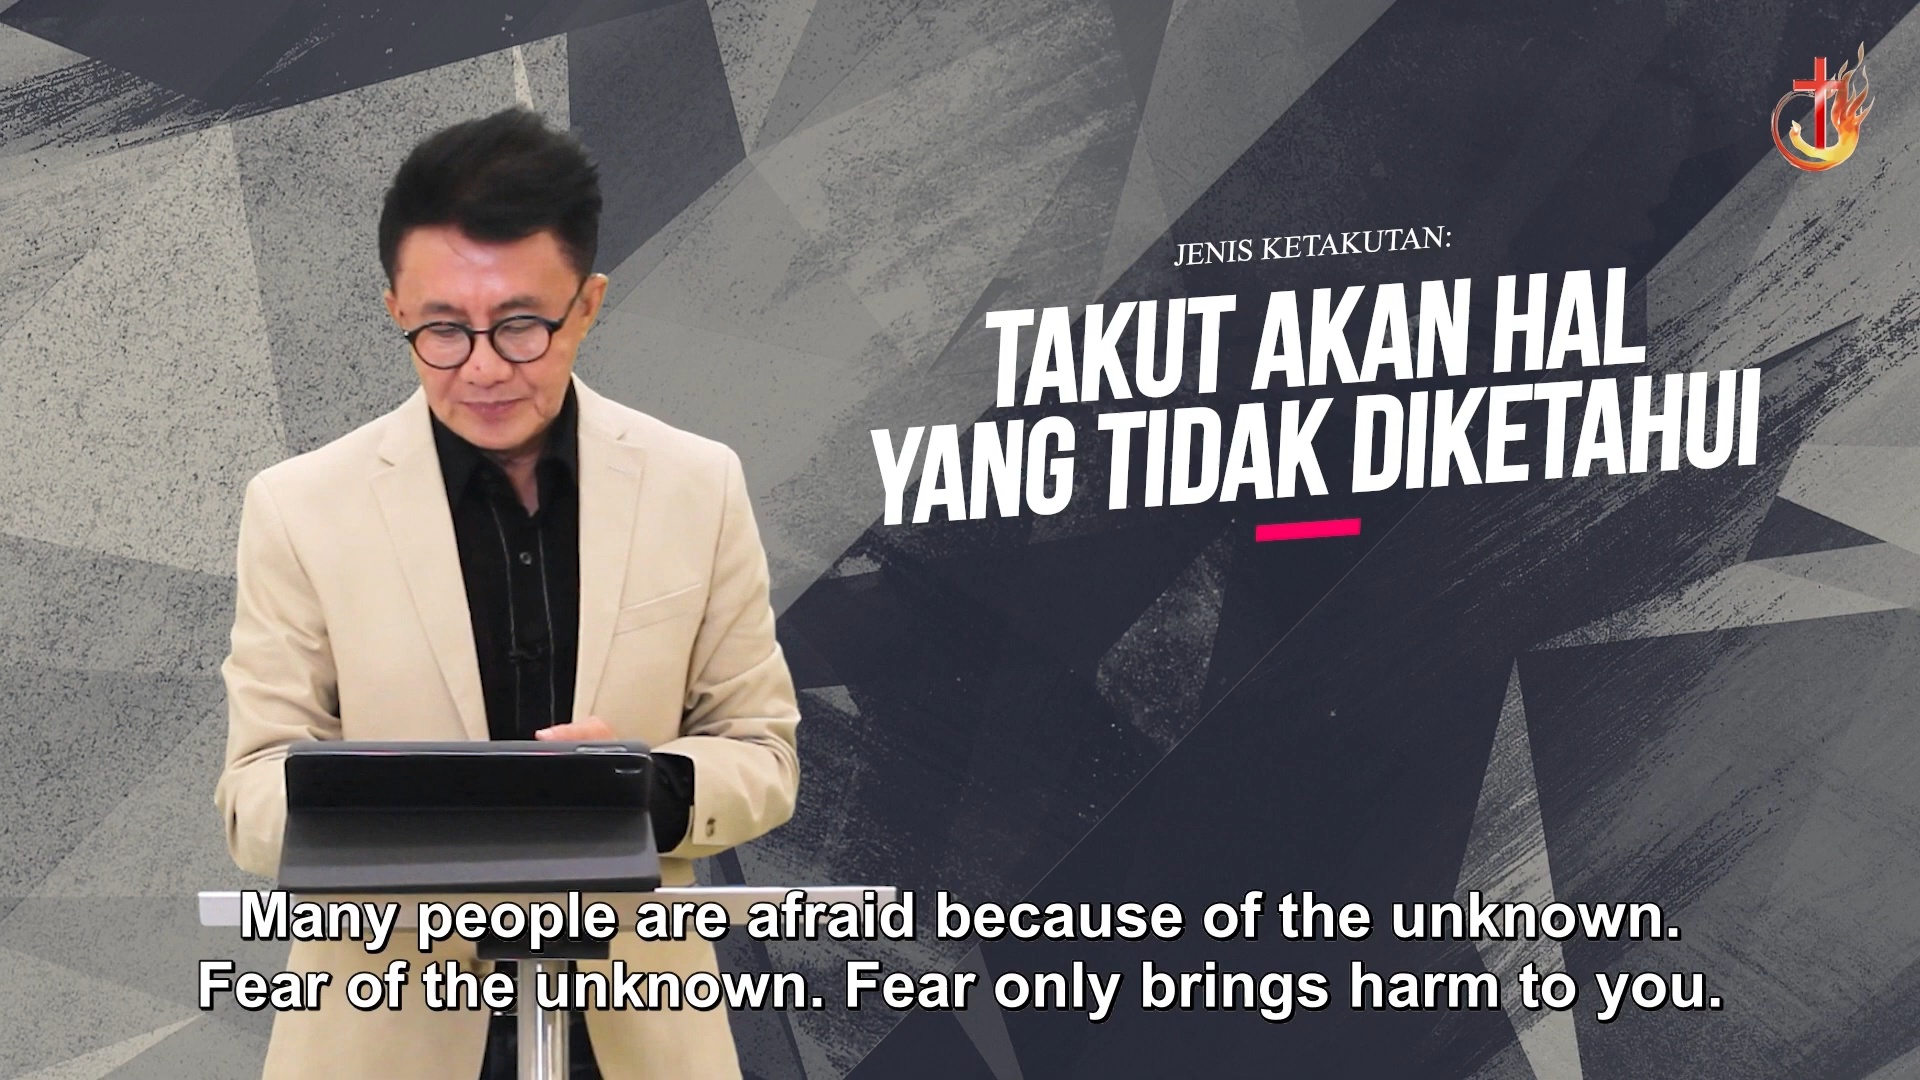 JENIS KETAKUTAN:
TAKUT AKAN HAL
YANG TIDAK DIKETAHUI
Many people are afraid because of the unknown.
Fear of the unknown. Fear only brings harm to you.